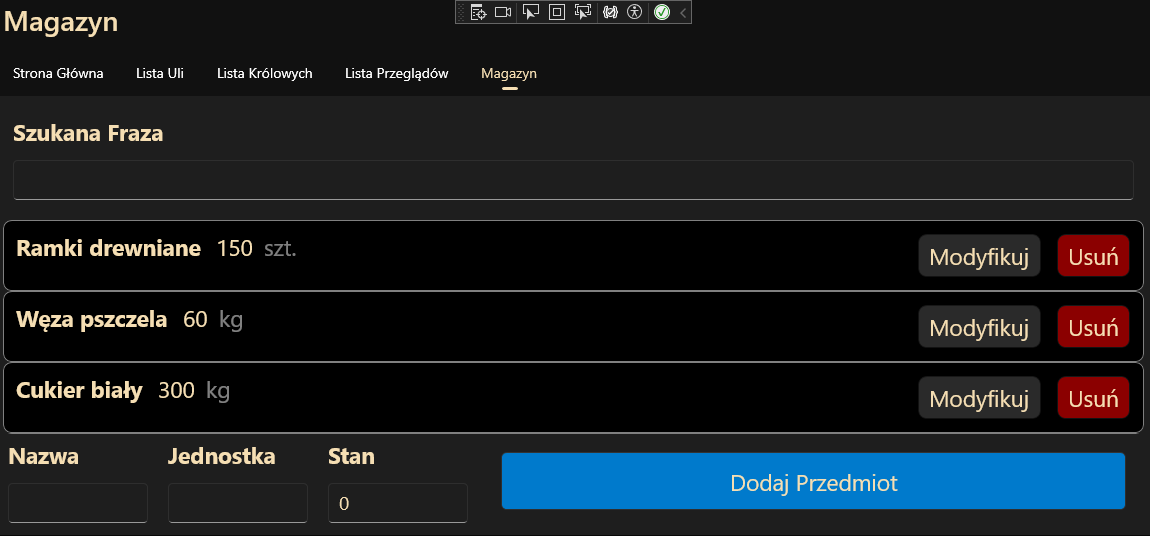 Magazyn
Strona Główna Lista Uli Lista Królowych Lista Przeglądów Magazyn
Szukana Fraza
Ramki drewniane 150 szt. Modyfikuj Usuń
Węza pszczela 60 kg Modyfikuj Usuń
Cukier biały 300 kg Modyfikuj Usuń
Nazwa Jednostka Stan
0 Dodaj Przedmiot